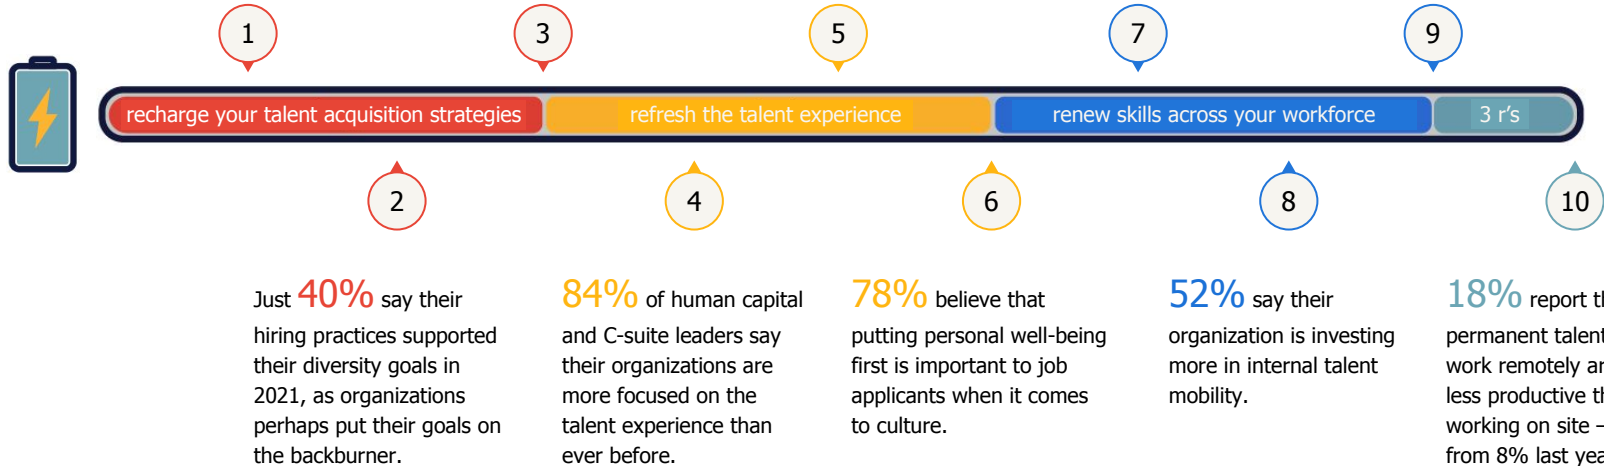 1
3
5
7
9
recharge your talent acquisition strategies
refresh the talent experience
renew skills across your workforce
3 r's
2
4
6
8
10
Just 40% say their
hiring practices supported
their diversity goals in
2021, as organizations
perhaps put their goals on
the backburner.
84% of human capital
and C-suite leaders say
their organizations are
more focused on the
talent experience than
ever before.
78% believe that
putting personal well-being
first is important to job
applicants when it comes
to culture.
52% say their
organization is investing
more in internal talent
mobility.
18% report
permanent talent
work remotely
less productive
working on site –
from 8% last